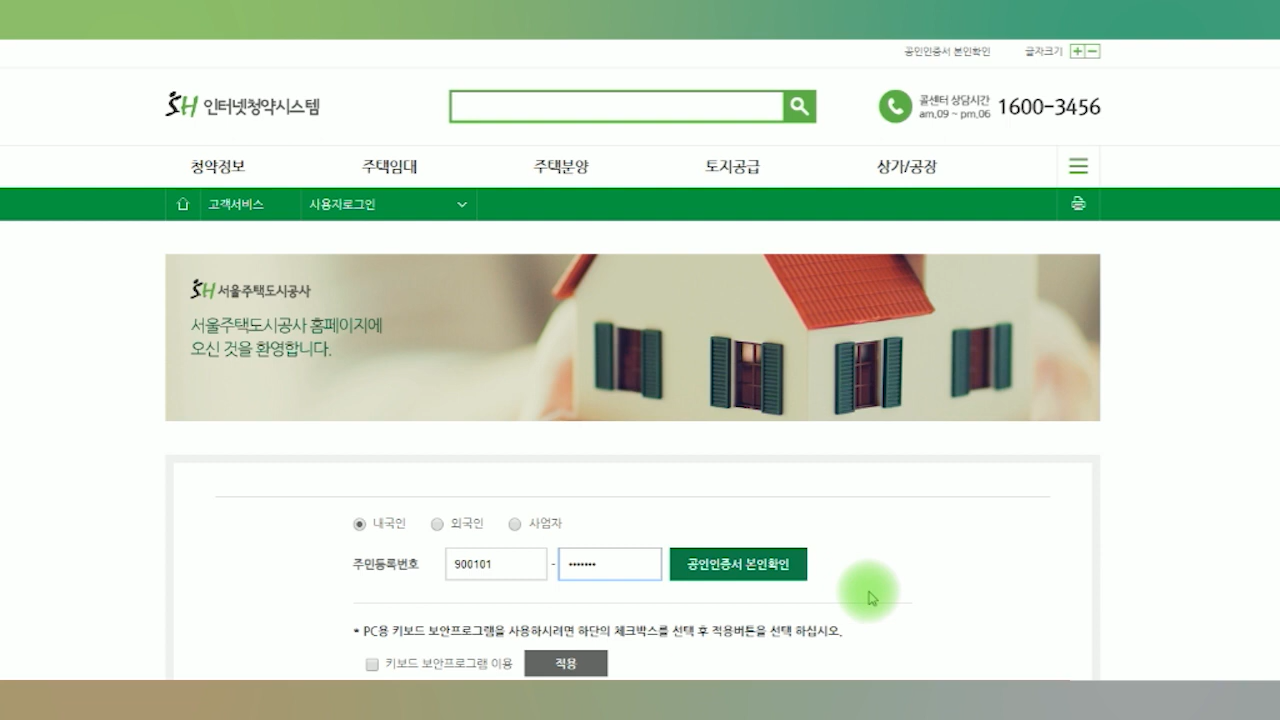 공인인증서 본인확인 글자크기 + −
SH 인터넷청약시스템
콜센터 상담시간
am.09 ~ pm.06
1600-3456
청약정보 주택임대 주택분양 토지공급 상가/공장
고객서비스 사용자로그인
SH 서울주택도시공사
서울주택도시공사 홈페이지에
오신 것을 환영합니다.
내국인 외국인 사업자
주민등록번호 900101 - ••••••• 공인인증서 본인확인
* PC용 키보드 보안프로그램을 사용하시려면 하단의 체크박스를 선택 후 적용버튼을 선택 하십시오.
키보드 보안프로그램 이용 적용